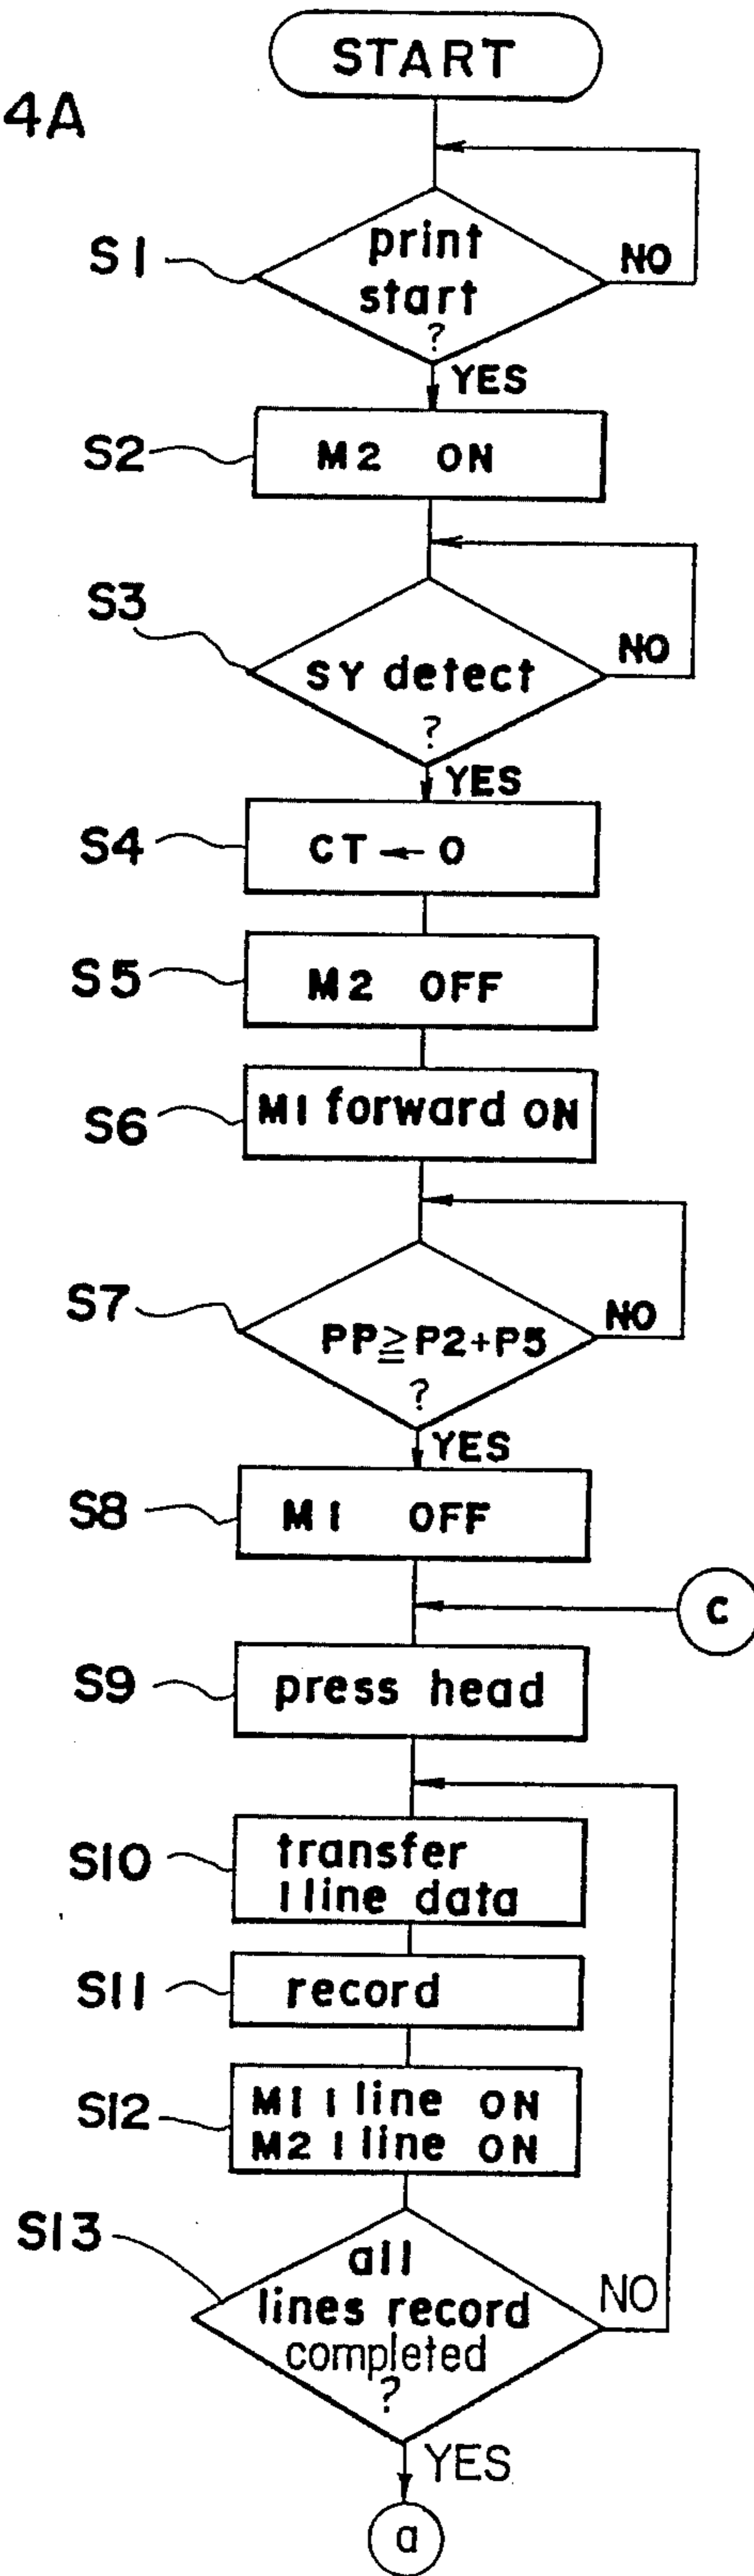 START
4A
S1
print
start
?
NO
YES
S2
M2 ON
S3
SY detect
?
NO
YES
S4
CT ← 0
S5
M2 OFF
S6
M1 forward ON
S7
PP≧P2+P5
?
NO
YES
S8
M1 OFF
c
S9
press head
S10
transfer
1 line data
S11
record
S12
M1 1 line ON
M2 1 line ON
S13
all
lines record
completed
?
NO
YES
a